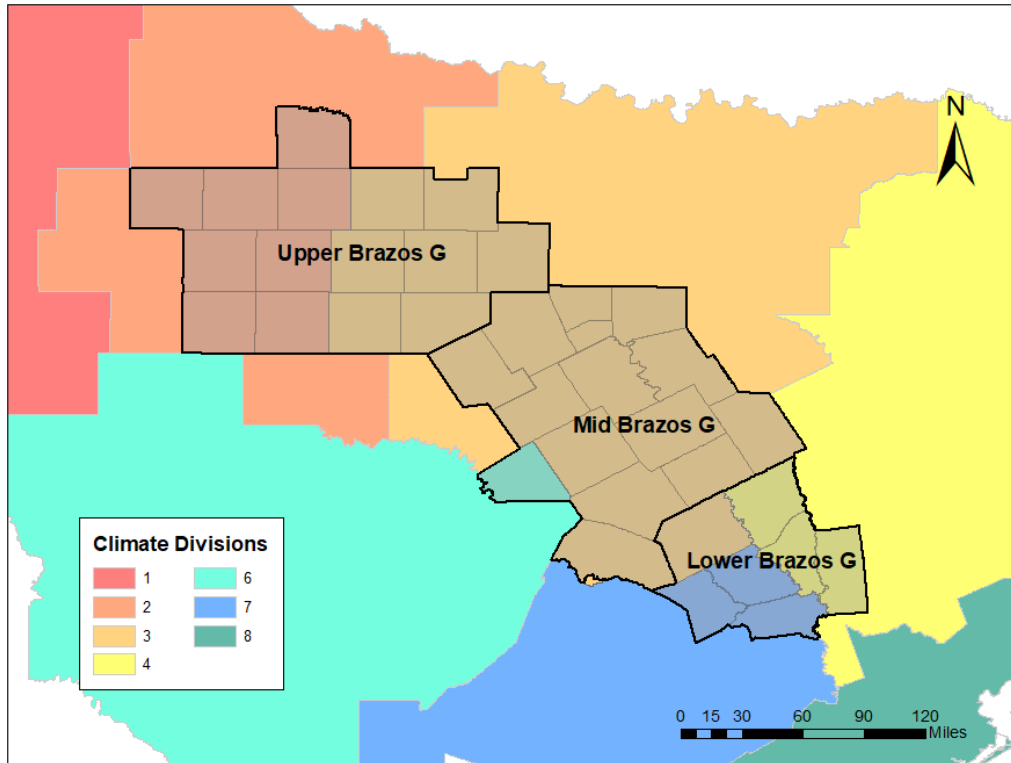 N
Upper Brazos G
Mid Brazos G
Lower Brazos G
Climate Divisions
1 6
2 7
3 8
4
0 15 30 60 90 120
Miles